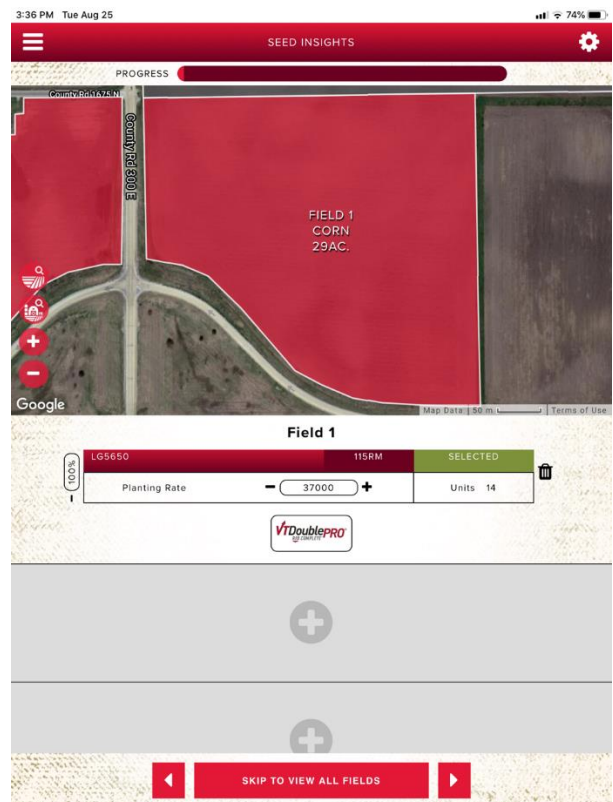 3:36 PM Tue Aug 25
74%
SEED INSIGHTS
PROGRESS
County Rd 1675 N
County Rd 300 E
FIELD 1
CORN
29AC.
Google
Map Data | 50 m
Terms of Use
Field 1
100%
LG5650 115RM SELECTED
Planting Rate − 37000 + Units 14
VTDoublePRO
RIB COMPLETE
SKIP TO VIEW ALL FIELDS